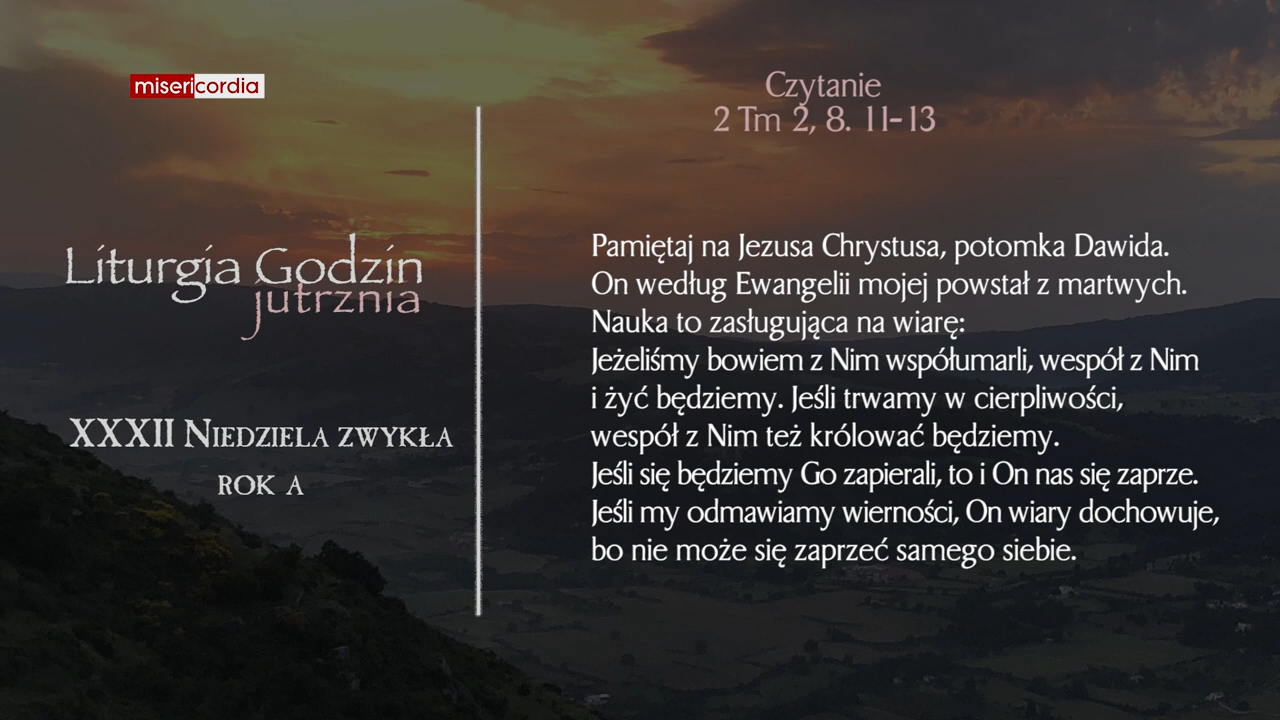 misericordia
Liturgia Godzin
jutrznia
XXXII Niedziela zwykła
rok A
Czytanie
2 Tm 2, 8. 11-13
Pamiętaj na Jezusa Chrystusa, potomka Dawida.
On według Ewangelii mojej powstał z martwych.
Nauka to zasługująca na wiarę:
Jeżeliśmy bowiem z Nim współumarli, wespół z Nim
i żyć będziemy. Jeśli trwamy w cierpliwości,
wespół z Nim też królować będziemy.
Jeśli się będziemy Go zapierali, to i On nas się zaprze.
Jeśli my odmawiamy wierności, On wiary dochowuje,
bo nie może się zaprzeć samego siebie.